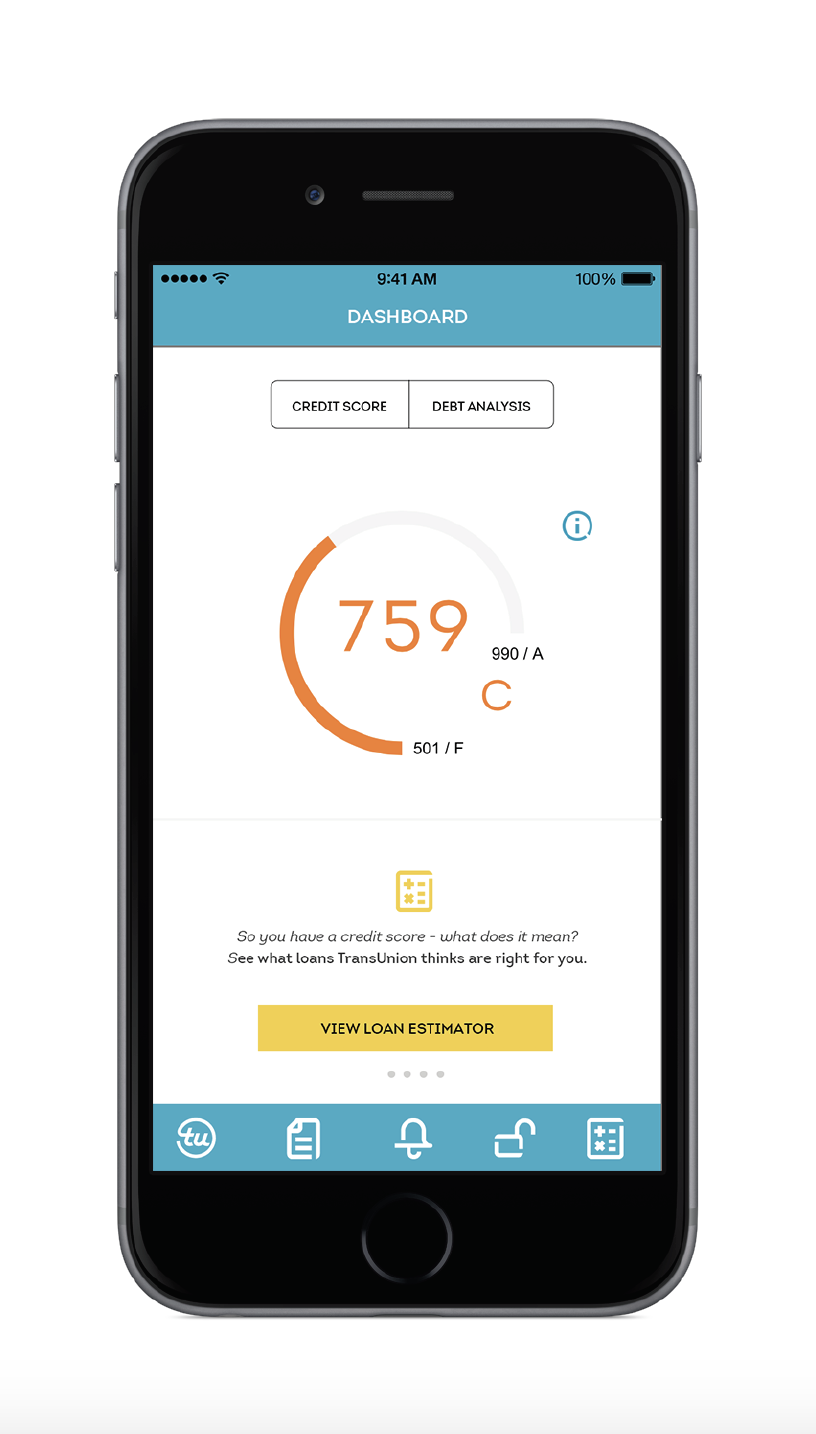 9:41 AM
100%
DASHBOARD
CREDIT SCORE
DEBT ANALYSIS
759
990 / A
C
501 / F
So you have a credit score - what does it mean?
See what loans TransUnion thinks are right for you.
VIEW LOAN ESTIMATOR
tu